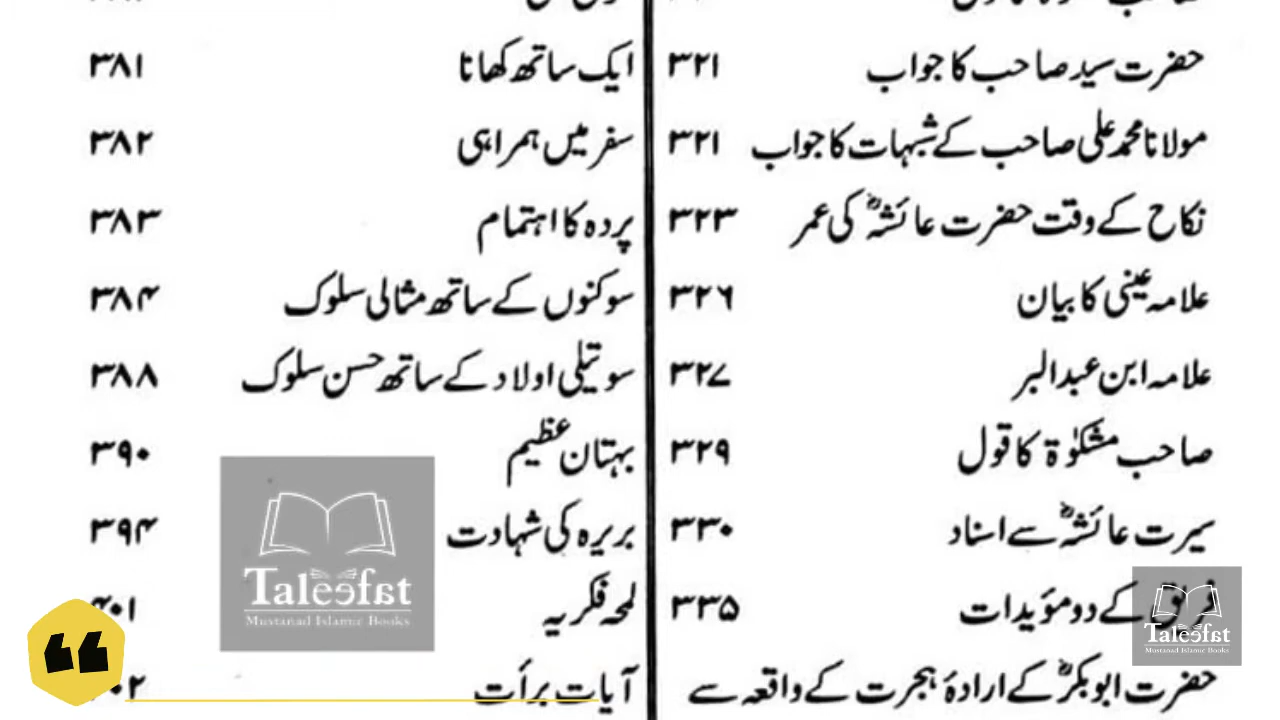 حضرت سید صاحب کا جواب ۳۲۱
مولانا محمد علی صاحب کے شبہات کا جواب ۳۲۱
نکاح کے وقت حضرت عائشہؓ کی عمر ۳۲۳
علامہ عینی کا بیان ۳۲۶
علامہ ابن عبدالبر ۳۲۷
صاحب مشکوٰۃ کا قول ۳۲۹
سیرت عائشہؓ سے اسناد ۳۳۰
کے دو مؤیدات ۳۳۵
حضرت ابوبکرؓ کے ارادۂ ہجرت کے واقعہ سے
ایک ساتھ کھانا ۳۸۱
سفر میں ہمراہی ۳۸۲
پردہ کا اہتمام ۳۸۳
سوکنوں کے ساتھ مثالی سلوک ۳۸۴
سوتیلی اولاد کے ساتھ حسن سلوک ۳۸۸
بہتان عظیم ۳۹۰
بریرہ کی شہادت ۳۹۴
لمحہ فکریہ ۴۰۱
آیات برأت
Taleefat
Mustanad Islamic Books
Taleefat
Mustanad Islamic Books